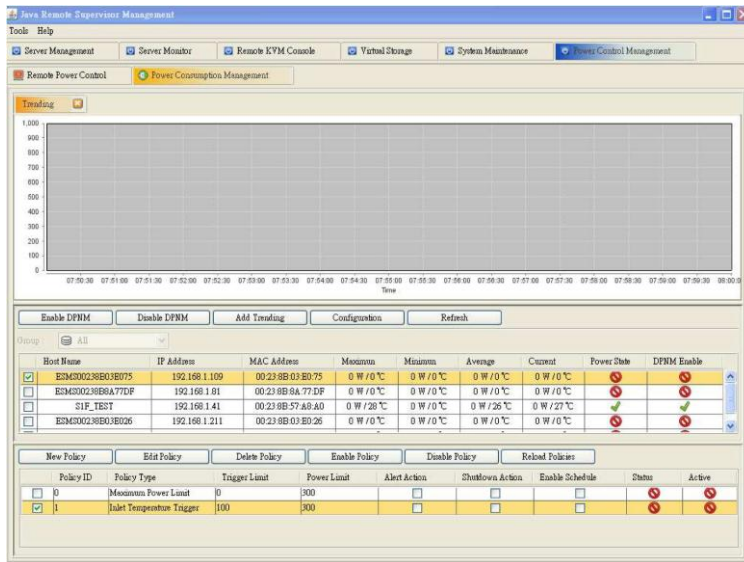 Java Remote Supervisor Management
Tools Help
Server Management Server Monitor Remote KVM Console Virtual Storage System Maintenance Power Control Management
Remote Power Control Power Consumption Management
Trending
1,000
900
800
700
600
500
400
300
200
100
0
07:50:30 07:51:00 07:51:30 07:52:00 07:52:30 07:53:00 07:53:30 07:54:00 07:54:30 07:55:00 07:55:30 07:56:00 07:56:30 07:57:00 07:57:30 07:58:00 07:58:30 07:59:00 07:59:30 08:00:0
Time
Enable DPNM Disable DPNM Add Trending Configuration Refresh
Group : All
Host Name IP Address MAC Address Maximun Minimun Average Current Power State DPNM Enable
ESMS00238B03E075 192.168.1.109 00:23:8B:03:E0:75 0 W / 0 ℃ 0 W / 0 ℃ 0 W / 0 ℃ 0 W / 0 ℃
ESMS00238B8A77DF 192.168.1.81 00:23:8B:8A:77:DF 0 W / 0 ℃ 0 W / 0 ℃ 0 W / 0 ℃ 0 W / 0 ℃
S1F_TEST 192.168.1.41 00:23:8B:57:A8:A0 0 W / 28 ℃ 0 W / 0 ℃ 0 W / 26 ℃ 0 W / 27 ℃
ESMS00238B03E026 192.168.1.211 00:23:8B:03:E0:26 0 W / 0 ℃ 0 W / 0 ℃ 0 W / 0 ℃ 0 W / 0 ℃
New Policy Edit Policy Delete Policy Enable Policy Disable Policy Reload Policies
Policy ID Policy Type Trigger Limit Power Limit Alert Action Shutdown Action Enable Schedule Status Active
0 Maximum Power Limit 0 300
1 Inlet Temperature Trigger 100 300